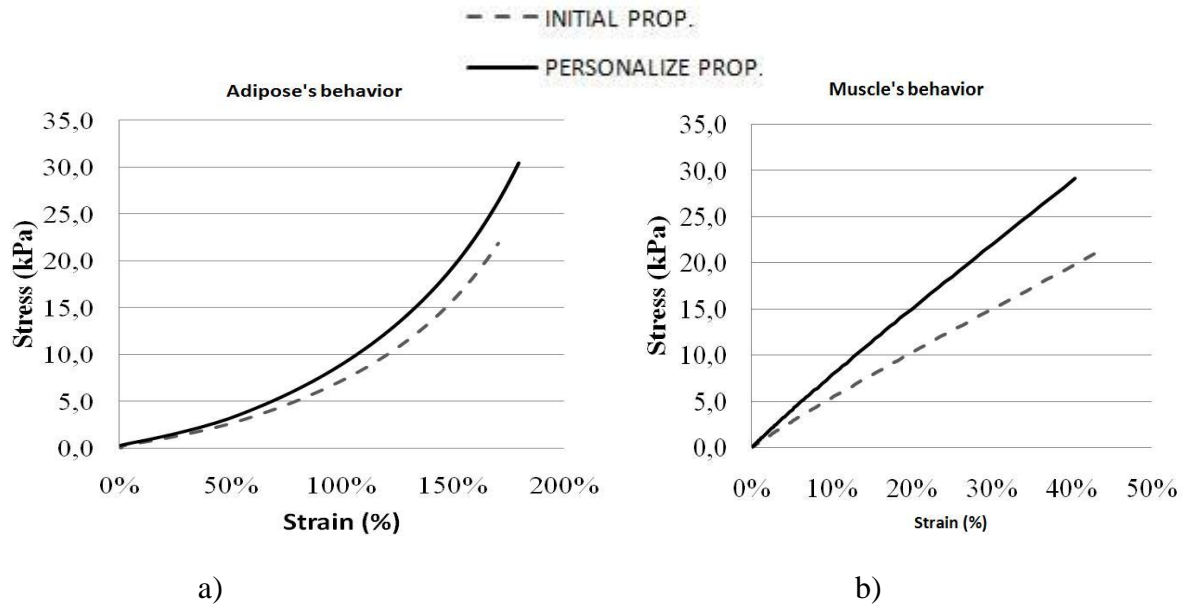 INITIAL PROP.
PERSONALIZE PROP.
Adipose's behavior
35,0
30,0
25,0
20,0
15,0
10,0
5,0
0,0
Stress (kPa)
0% 50% 100% 150% 200%
Strain (%)
a)
Muscle's behavior
35,0
30,0
25,0
20,0
15,0
10,0
5,0
0,0
Stress (kPa)
0% 10% 20% 30% 40% 50%
Strain (%)
b)